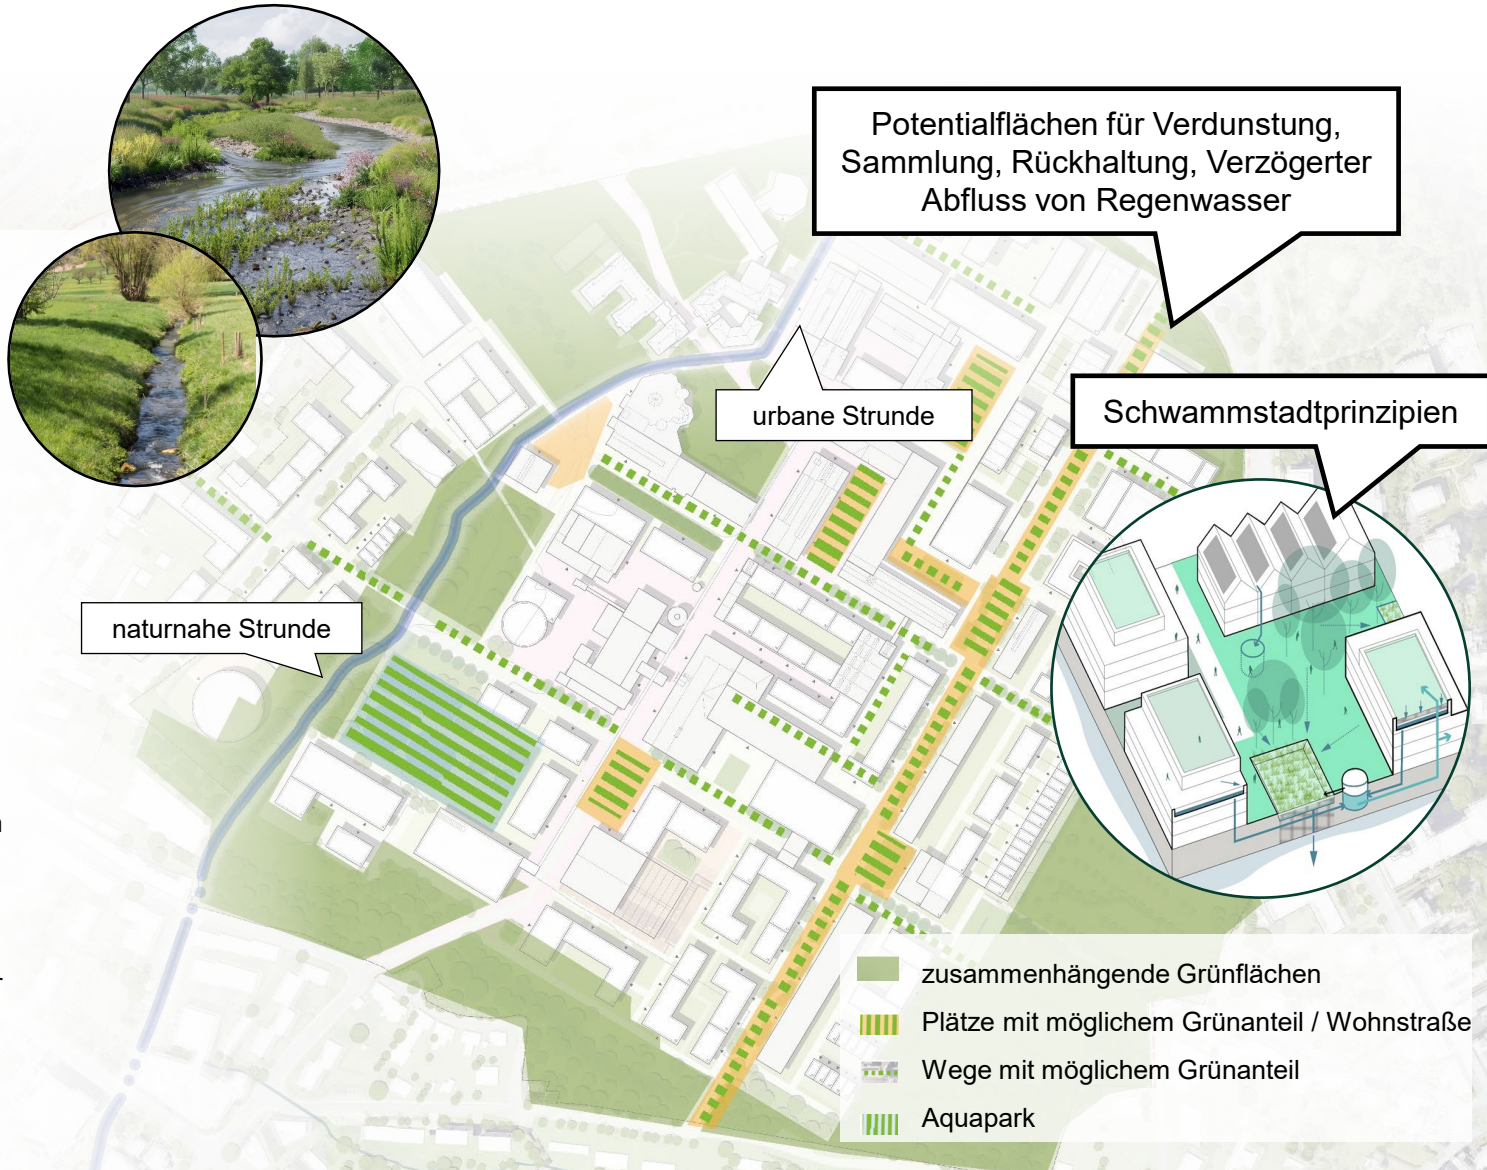 Potentialflächen für Verdunstung,
Sammlung, Rückhaltung, Verzögerter
Abfluss von Regenwasser
urbane Strunde
Schwammstadtprinzipien
naturnahe Strunde
zusammenhängende Grünflächen
Plätze mit möglichem Grünanteil / Wohnstraße
Wege mit möglichem Grünanteil
Aquapark